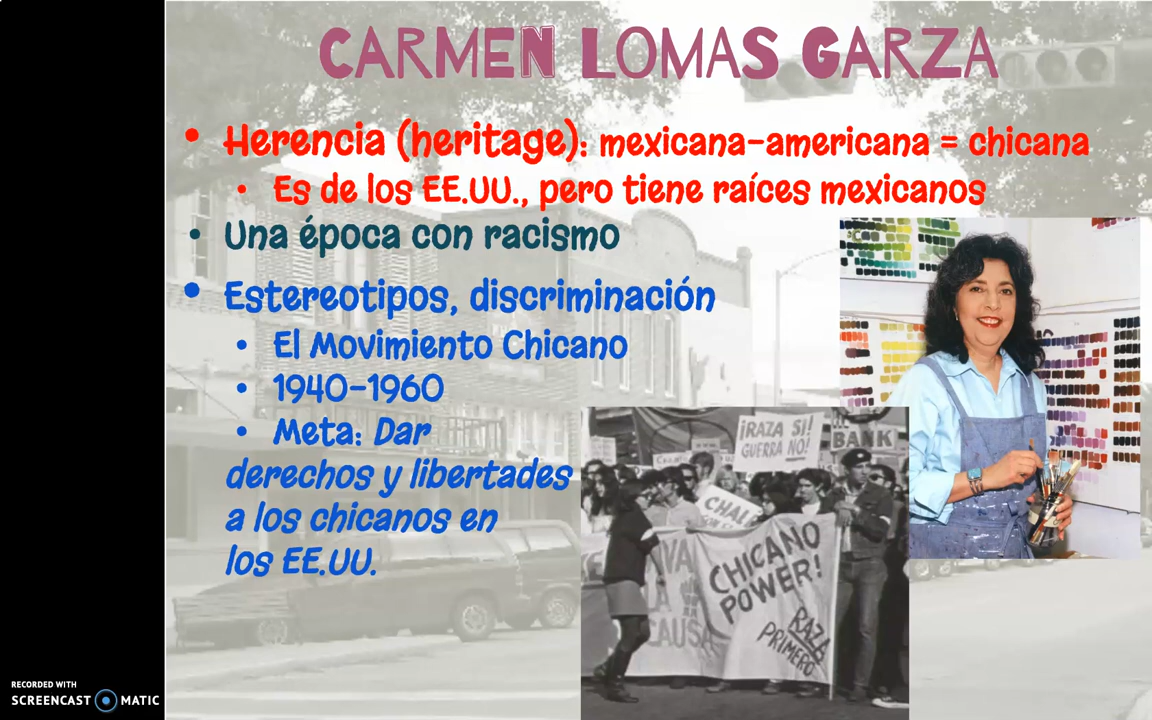 CARMEN LOMAS GARZA
• Herencia (heritage): mexicana-americana = chicana
• Es de los EE.UU., pero tiene raíces mexicanos
• Una época con racismo
• Estereotipos, discriminación
• El Movimiento Chicano
• 1940-1960
• Meta: Dar
derechos y libertades
a los chicanos en
los EE.UU.
¡RAZA SI!
GUERRA NO!
BANK
CHICANO
POWER!
CAUSA
RAZA
PRIMERO
RECORDED WITH
SCREENCAST MATIC